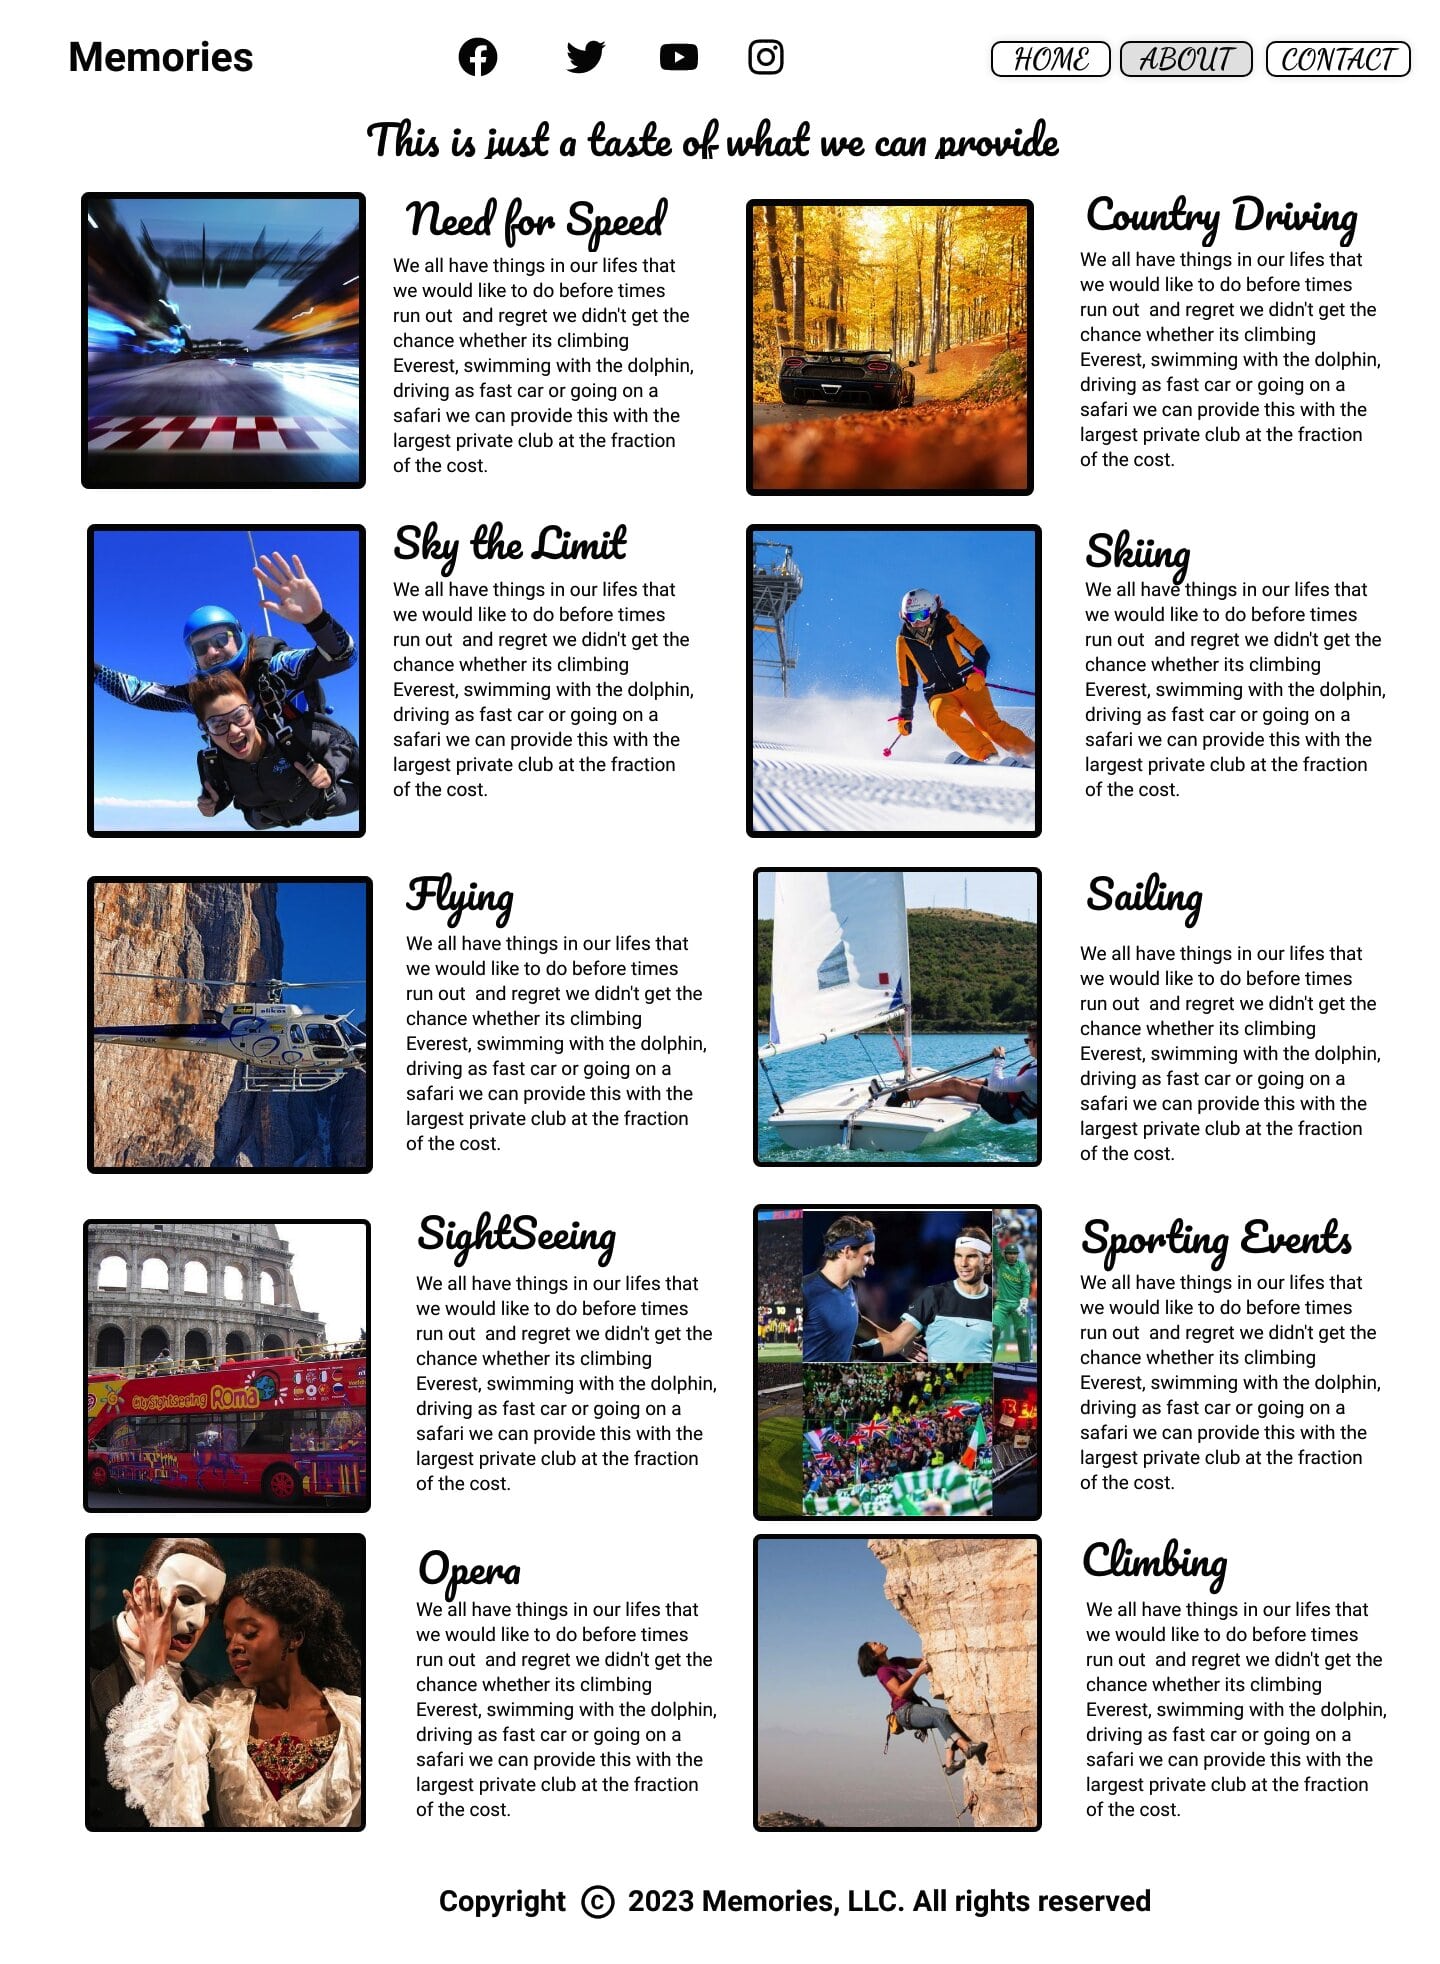 Memories
HOME ABOUT CONTACT
This is just a taste of what we can provide
Need for Speed
We all have things in our lifes that
we would like to do before times
run out  and regret we didn't get the
chance whether its climbing
Everest, swimming with the dolphin,
driving as fast car or going on a
safari we can provide this with the
largest private club at the fraction
of the cost.
Country Driving
We all have things in our lifes that
we would like to do before times
run out  and regret we didn't get the
chance whether its climbing
Everest, swimming with the dolphin,
driving as fast car or going on a
safari we can provide this with the
largest private club at the fraction
of the cost.
Sky the Limit
We all have things in our lifes that
we would like to do before times
run out  and regret we didn't get the
chance whether its climbing
Everest, swimming with the dolphin,
driving as fast car or going on a
safari we can provide this with the
largest private club at the fraction
of the cost.
Skiing
We all have things in our lifes that
we would like to do before times
run out  and regret we didn't get the
chance whether its climbing
Everest, swimming with the dolphin,
driving as fast car or going on a
safari we can provide this with the
largest private club at the fraction
of the cost.
Flying
We all have things in our lifes that
we would like to do before times
run out  and regret we didn't get the
chance whether its climbing
Everest, swimming with the dolphin,
driving as fast car or going on a
safari we can provide this with the
largest private club at the fraction
of the cost.
elikos
I-DUEK
Sailing
We all have things in our lifes that
we would like to do before times
run out  and regret we didn't get the
chance whether its climbing
Everest, swimming with the dolphin,
driving as fast car or going on a
safari we can provide this with the
largest private club at the fraction
of the cost.
SightSeeing
We all have things in our lifes that
we would like to do before times
run out  and regret we didn't get the
chance whether its climbing
Everest, swimming with the dolphin,
driving as fast car or going on a
safari we can provide this with the
largest private club at the fraction
of the cost.
CitySightseeing ROma
Sporting Events
We all have things in our lifes that
we would like to do before times
run out  and regret we didn't get the
chance whether its climbing
Everest, swimming with the dolphin,
driving as fast car or going on a
safari we can provide this with the
largest private club at the fraction
of the cost.
Opera
We all have things in our lifes that
we would like to do before times
run out  and regret we didn't get the
chance whether its climbing
Everest, swimming with the dolphin,
driving as fast car or going on a
safari we can provide this with the
largest private club at the fraction
of the cost.
Climbing
We all have things in our lifes that
we would like to do before times
run out  and regret we didn't get the
chance whether its climbing
Everest, swimming with the dolphin,
driving as fast car or going on a
safari we can provide this with the
largest private club at the fraction
of the cost.
Copyright © 2023 Memories, LLC. All rights reserved